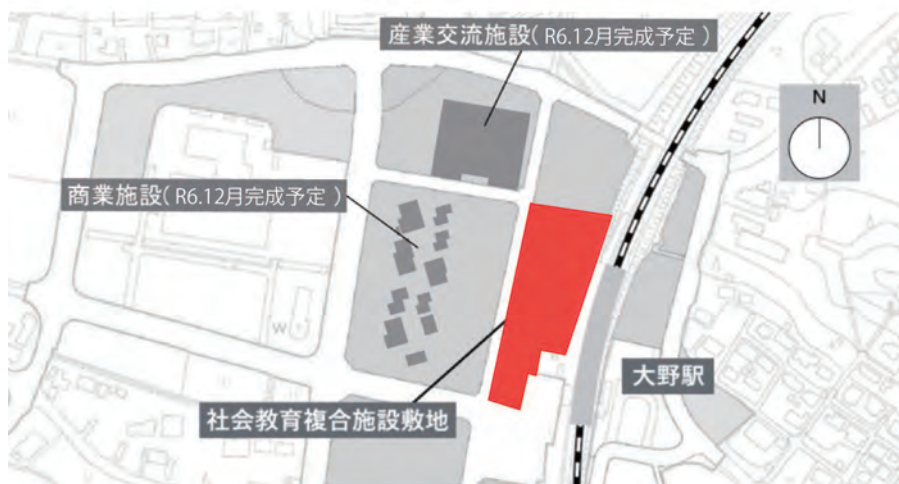 産業交流施設( R6.12月完成予定 )
N
商業施設( R6.12月完成予定 )
W
大野駅
社会教育複合施設敷地